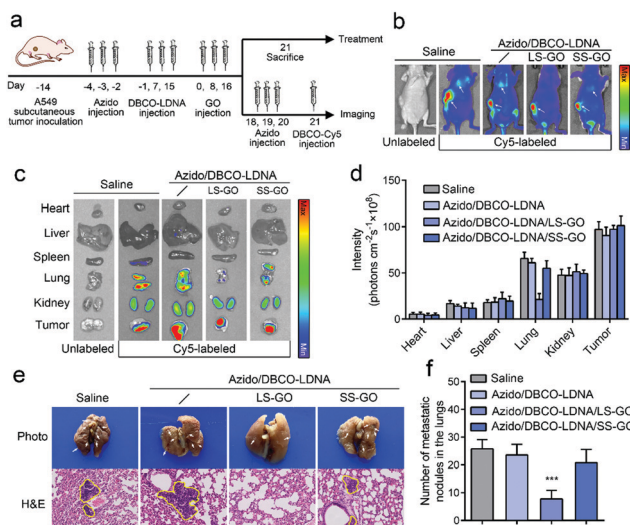 a
21
Sacrifice
Treatment
Day -14 -4, -3, -2 -1, 7, 15 0, 8, 16
A549
subcutaneous
tumor inoculation
Azido
injection
DBCO-LDNA
injection
GO
injection
Imaging
18, 19, 20
Azido
injection
21
DBCO-Cy5
injection
b
Azido/DBCO-LDNA
Saline / LS-GO SS-GO
Max
Min
Unlabeled Cy5-labeled
c
Azido/DBCO-LDNA
Saline / LS-GO SS-GO
Heart
Liver
Spleen
Lung
Kidney
Tumor
Max
Min
Unlabeled Cy5-labeled
d
Saline
Azido/DBCO-LDNA
Azido/DBCO-LDNA/LS-GO
Azido/DBCO-LDNA/SS-GO
Intensity
(photons cm⁻²s⁻¹×10⁸)
150
100
50
0
Heart
Liver
Spleen
Lung
Kidney
Tumor
e
Azido/DBCO-LDNA
Saline / LS-GO SS-GO
Photo
H&E
f
Saline
Azido/DBCO-LDNA
Azido/DBCO-LDNA/LS-GO
Azido/DBCO-LDNA/SS-GO
Number of metastatic
nodules in the lungs
50
40
30
20
10
0
***